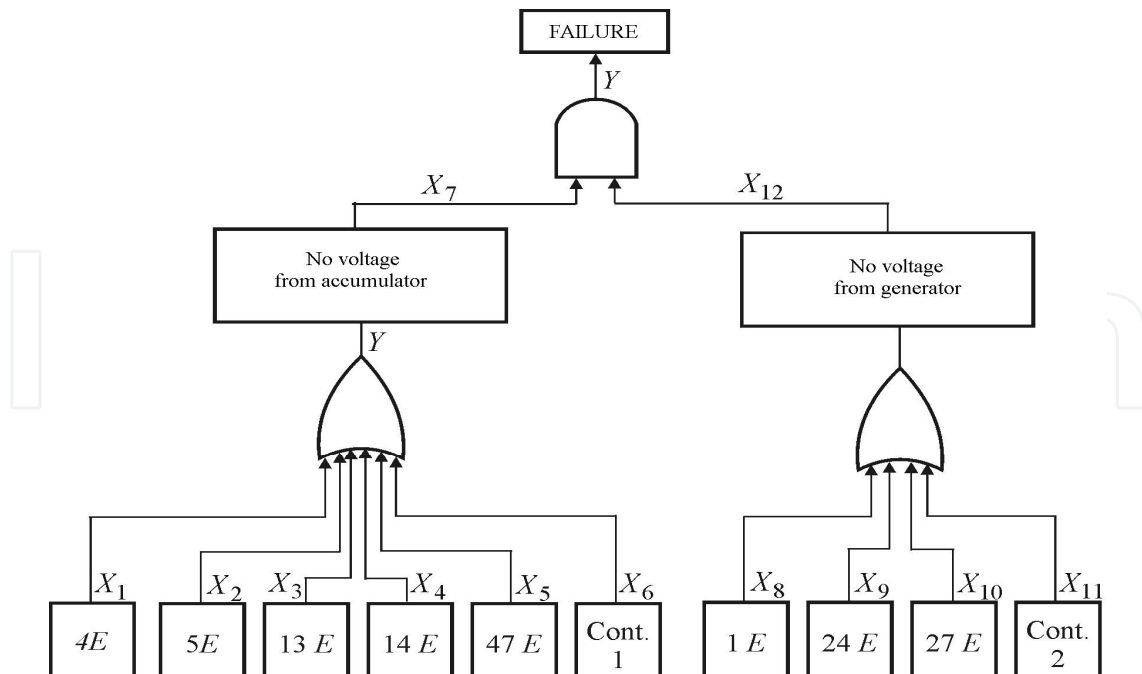 FAILURE
Y
X7
X12
No voltage
from accumulator
No voltage
from generator
Y
X1
X2
X3
X4
X5
X6
X8
X9
X10
X11
4E
5E
13 E
14 E
47 E
Cont.
1
1 E
24 E
27 E
Cont.
2